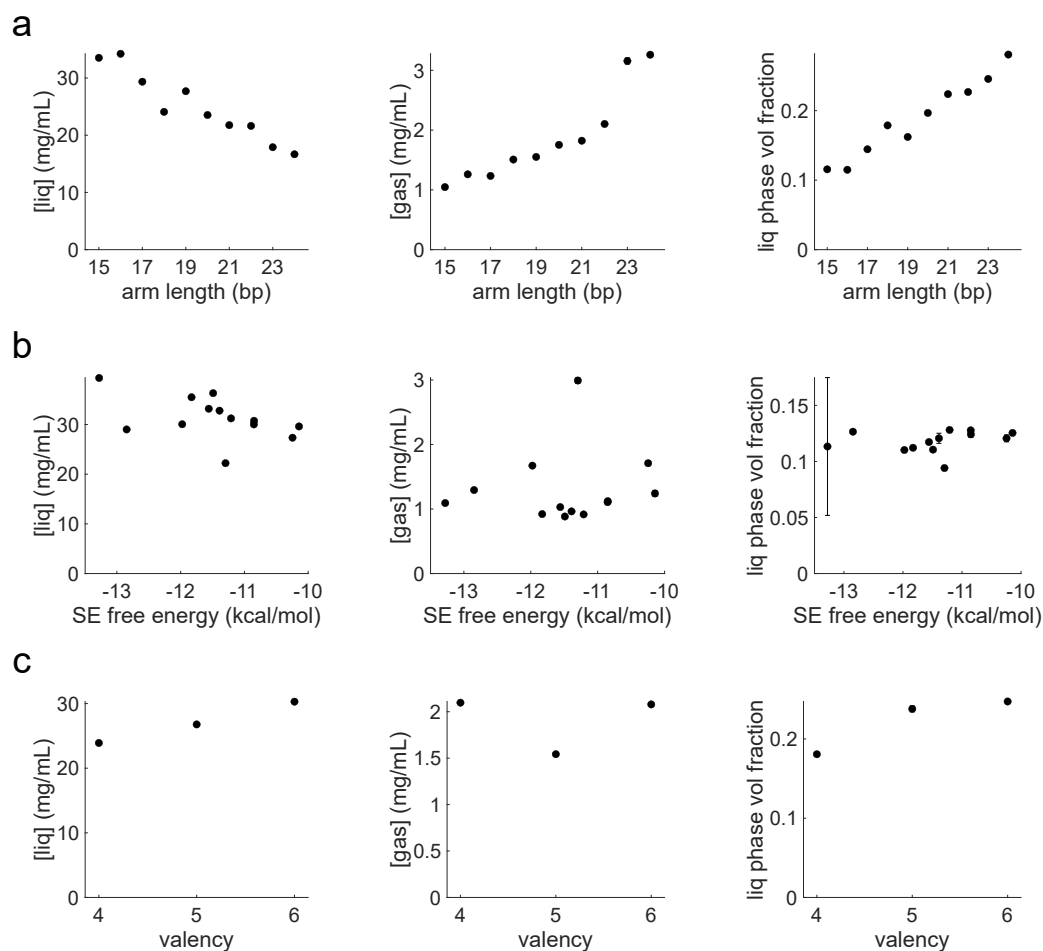 a
[liq] (mg/mL)
30
20
10
0
15 17 19 21 23
arm length (bp)
[gas] (mg/mL)
3
2
1
0
15 17 19 21 23
arm length (bp)
liq phase vol fraction
0.2
0.1
0
15 17 19 21 23
arm length (bp)
b
[liq] (mg/mL)
30
20
10
0
-13 -12 -11 -10
SE free energy (kcal/mol)
[gas] (mg/mL)
3
2
1
0
-13 -12 -11 -10
SE free energy (kcal/mol)
liq phase vol fraction
0.15
0.1
0.05
0
-13 -12 -11 -10
SE free energy (kcal/mol)
c
[liq] (mg/mL)
30
20
10
0
4 5 6
valency
[gas] (mg/mL)
2
1.5
1
0.5
0
4 5 6
valency
liq phase vol fraction
0.2
0.1
0
4 5 6
valency